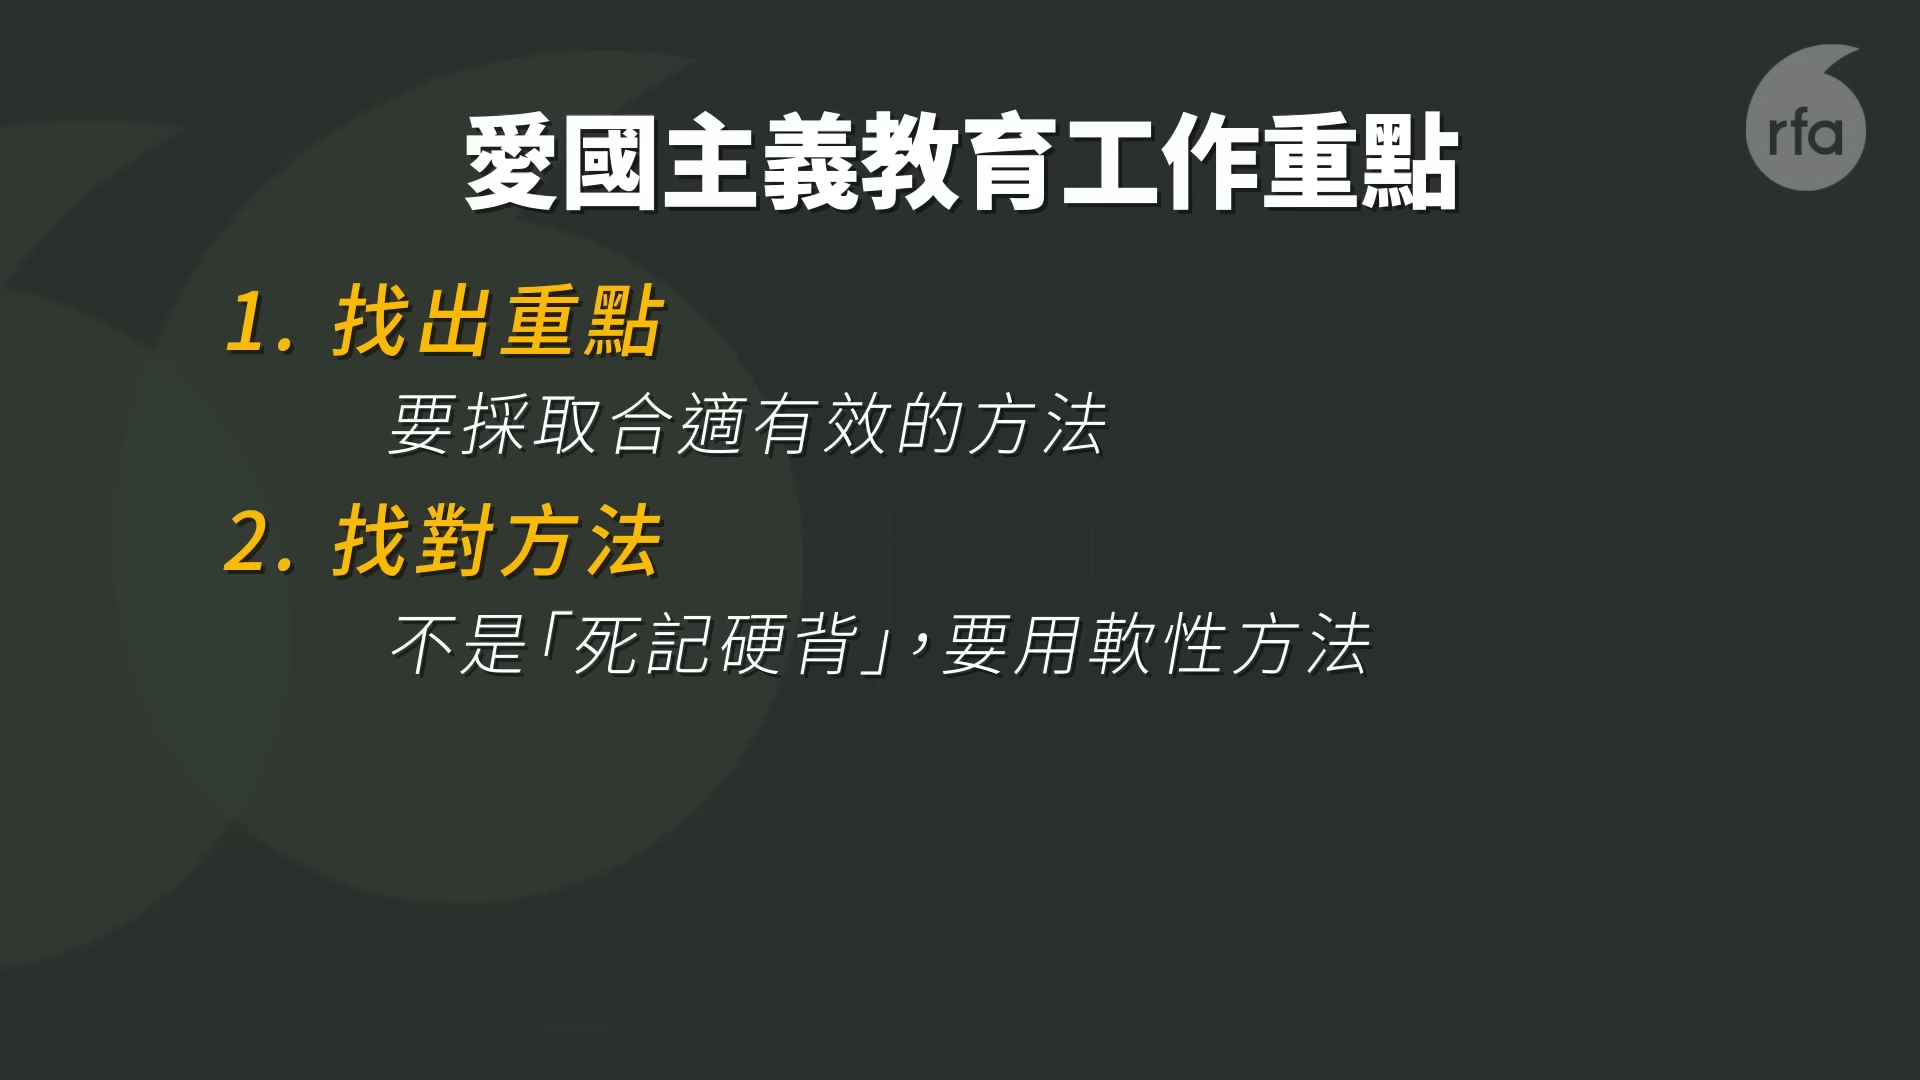 愛國主義教育工作重點
rfa
1. 找出重點
要採取合適有效的方法
2. 找對方法
不是「死記硬背」，要用軟性方法